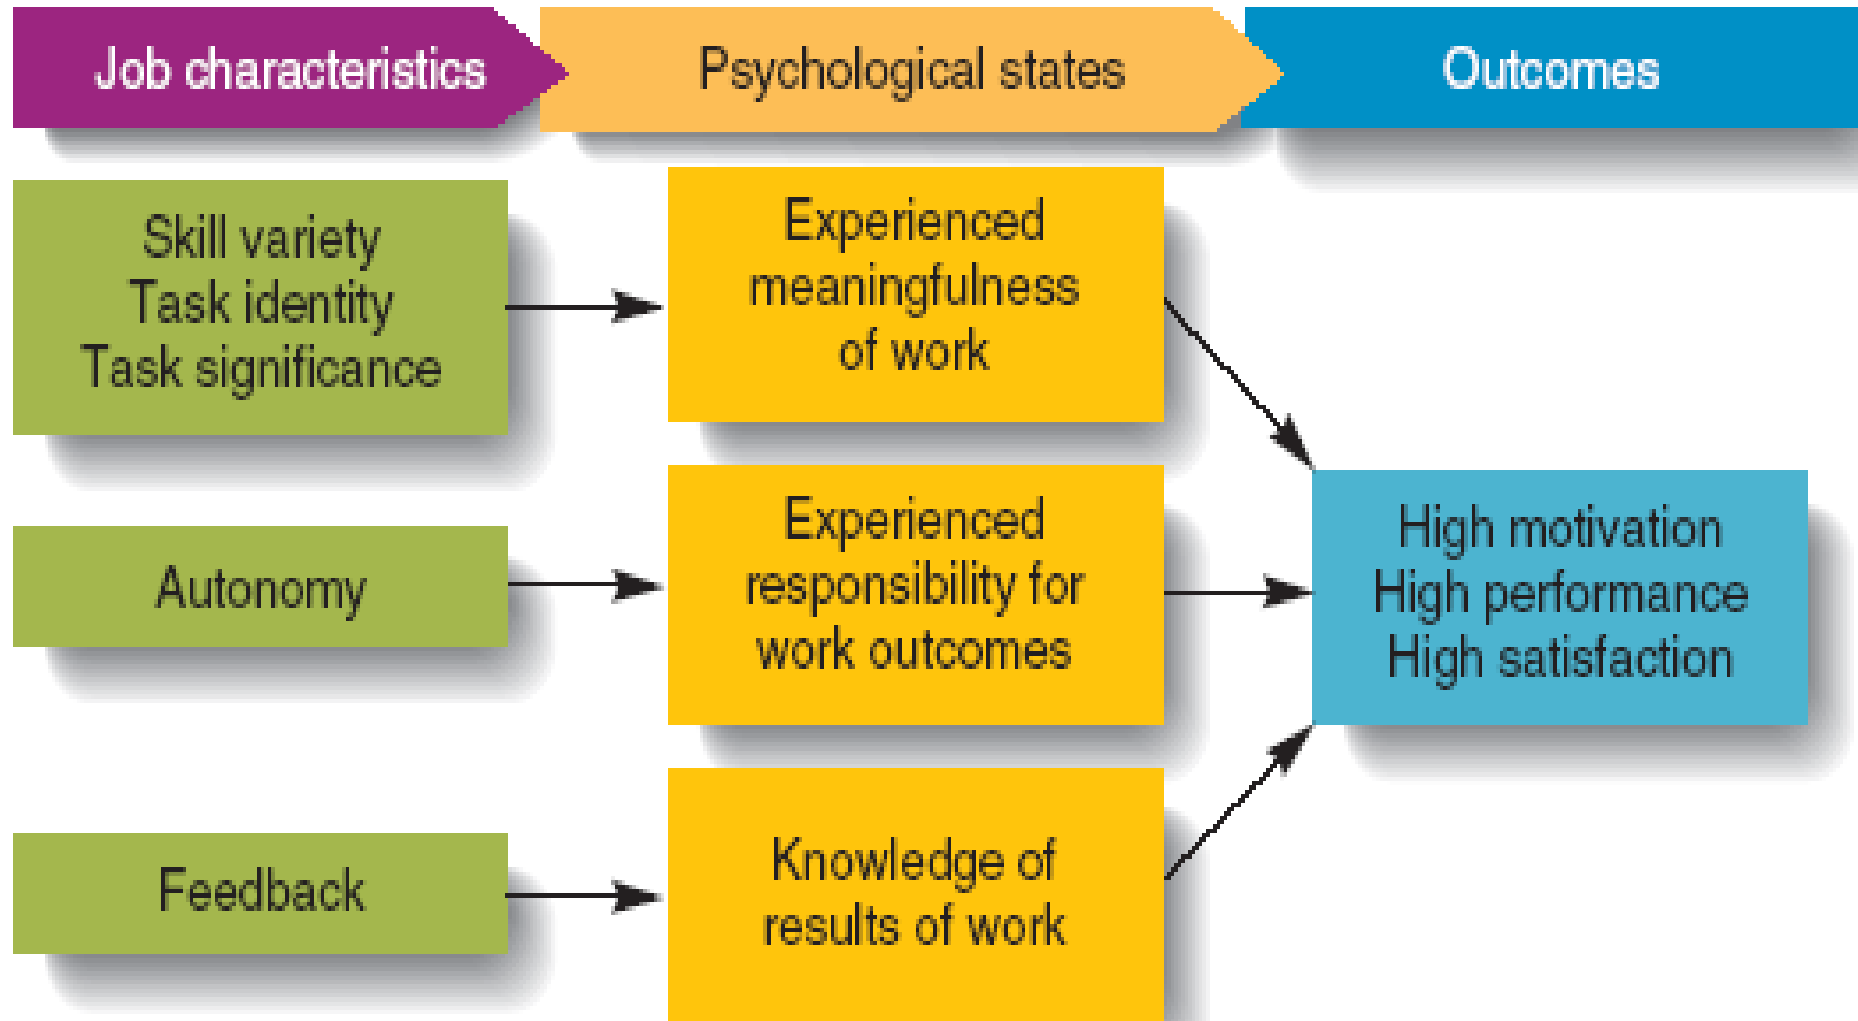 Job characteristics
Psychological states
Outcomes
Skill variety
Task identity
Task significance
Experienced
meaningfulness
of work
Autonomy
Experienced
responsibility for
work outcomes
High motivation
High performance
High satisfaction
Feedback
Knowledge of
results of work